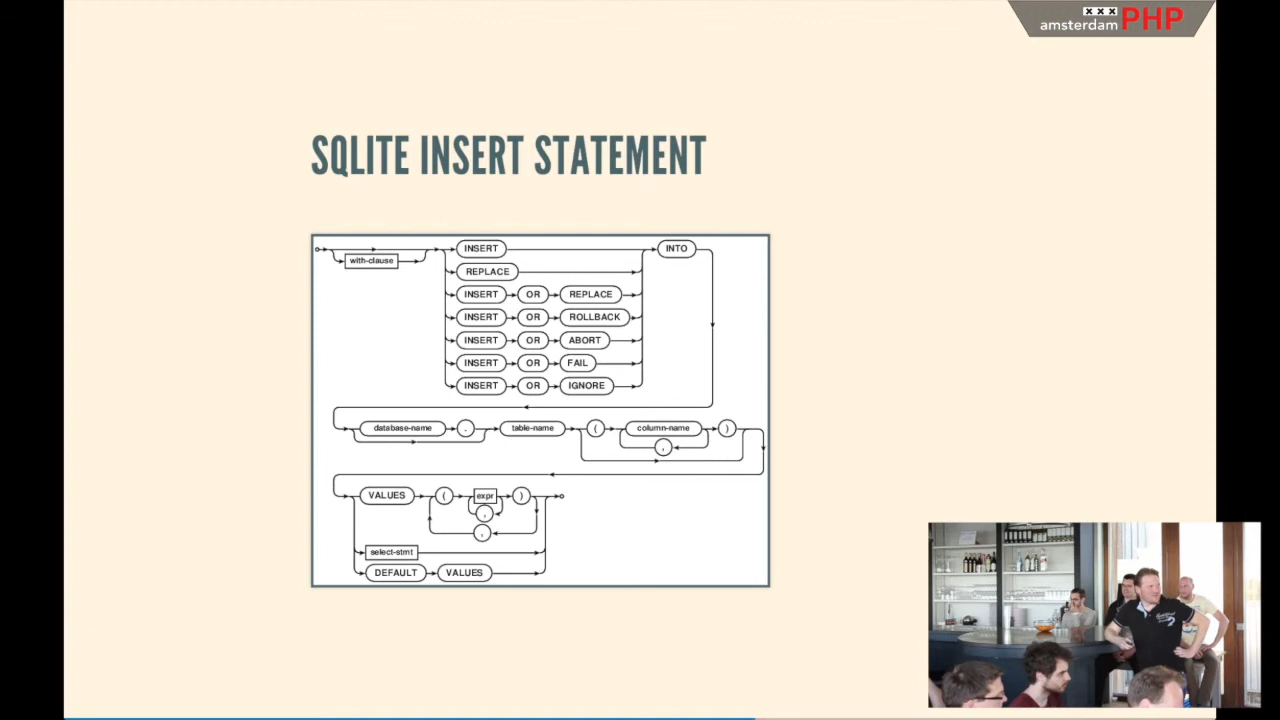 amsterdam PHP
SQLITE INSERT STATEMENT
INSERT INTO
with-clause
REPLACE
INSERT OR REPLACE
INSERT OR ROLLBACK
INSERT OR ABORT
INSERT OR FAIL
INSERT OR IGNORE
database-name . table-name ( column-name )
,
VALUES ( expr )
,
,
select-stmt
DEFAULT VALUES